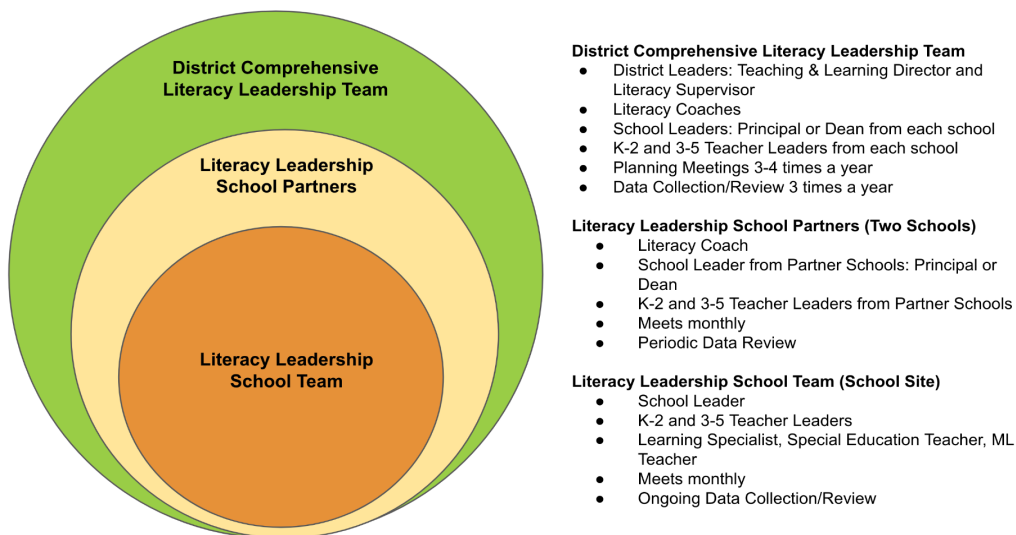 District Comprehensive
Literacy Leadership Team
Literacy Leadership
School Partners
Literacy Leadership
School Team
District Comprehensive Literacy Leadership Team
● District Leaders: Teaching & Learning Director and
Literacy Supervisor
● Literacy Coaches
● School Leaders: Principal or Dean from each school
● K-2 and 3-5 Teacher Leaders from each school
● Planning Meetings 3-4 times a year
● Data Collection/Review 3 times a year
Literacy Leadership School Partners (Two Schools)
● Literacy Coach
● School Leader from Partner Schools: Principal or
Dean
● K-2 and 3-5 Teacher Leaders from Partner Schools
● Meets monthly
● Periodic Data Review
Literacy Leadership School Team (School Site)
● School Leader
● K-2 and 3-5 Teacher Leaders
● Learning Specialist, Special Education Teacher, ML
Teacher
● Meets monthly
● Ongoing Data Collection/Review